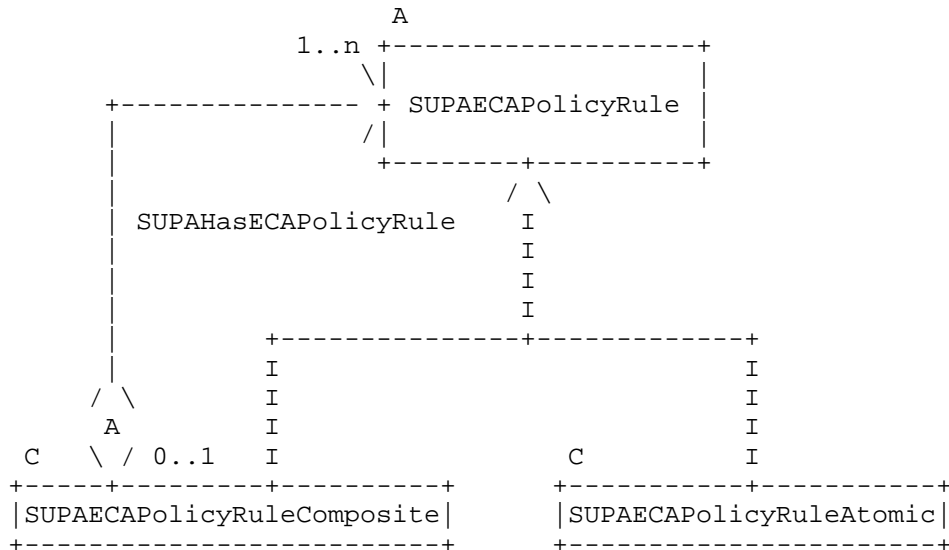 A
1..n
SUPAECAPolicyRule
SUPAHasECAPolicyRule
I
I
I
I
I I
I I
A I I
C 0..1 I C I
SUPAECAPolicyRuleComposite SUPAECAPolicyRuleAtomic